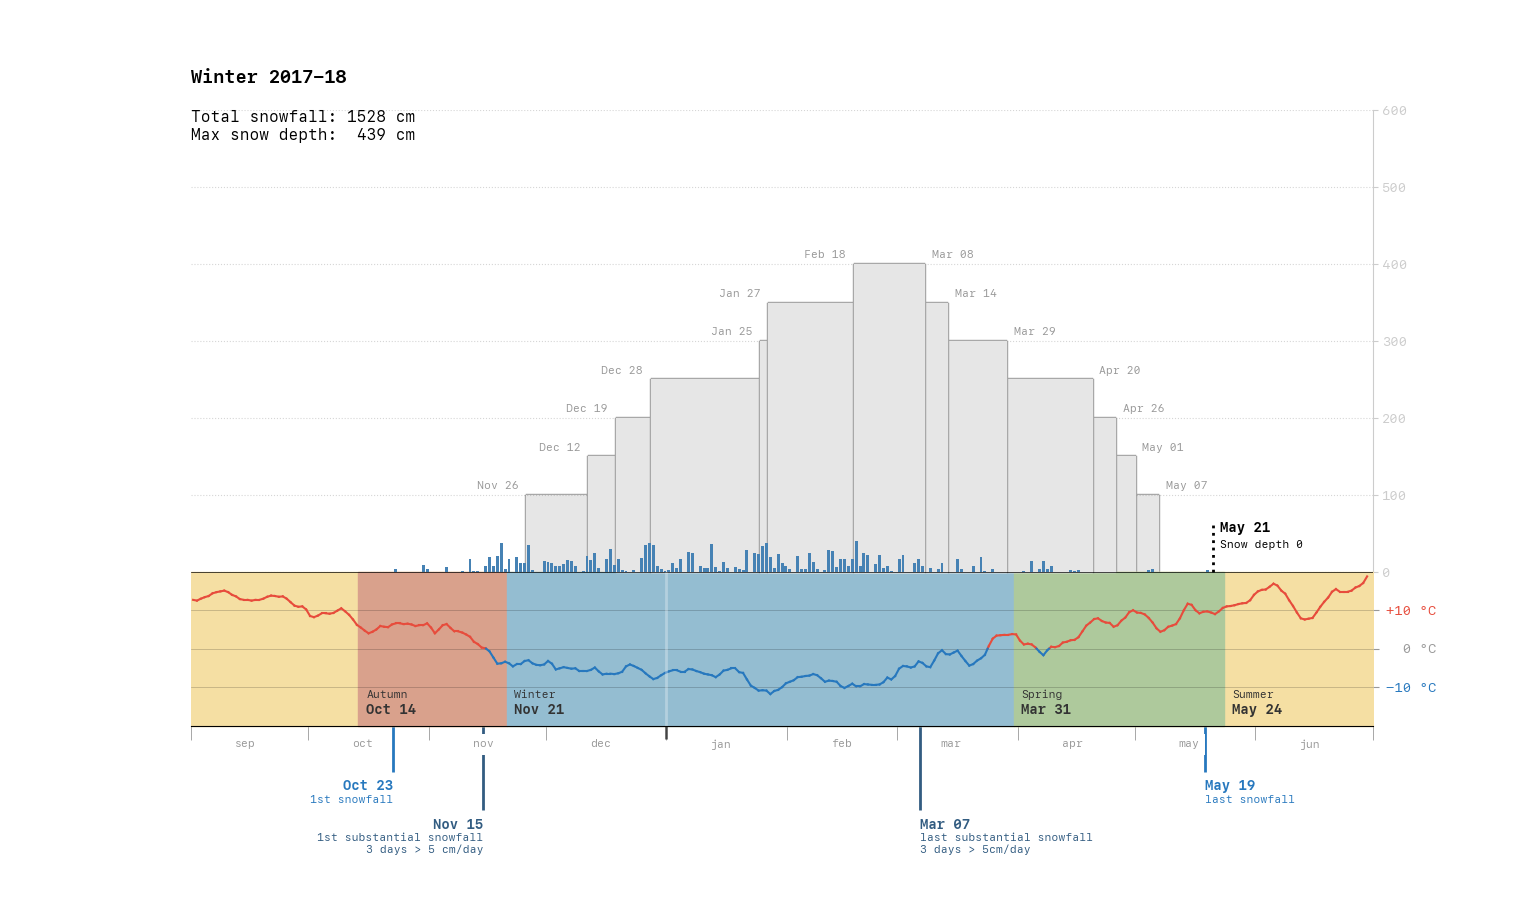 Winter 2017–18
Total snowfall: 1528 cm
Max snow depth:  439 cm
600
500
400
300
200
100
0
Feb 18
Mar 08
Jan 27
Mar 14
Jan 25
Mar 29
Dec 28
Apr 20
Dec 19
Apr 26
Dec 12
May 01
Nov 26
May 07
May 21
Snow depth 0
+10 °C
0 °C
−10 °C
Autumn
Oct 14
Winter
Nov 21
Spring
Mar 31
Summer
May 24
sep
oct
nov
dec
jan
feb
mar
apr
may
jun
Oct 23
1st snowfall
May 19
last snowfall
Nov 15
1st substantial snowfall
3 days > 5 cm/day
Mar 07
last substantial snowfall
3 days > 5cm/day